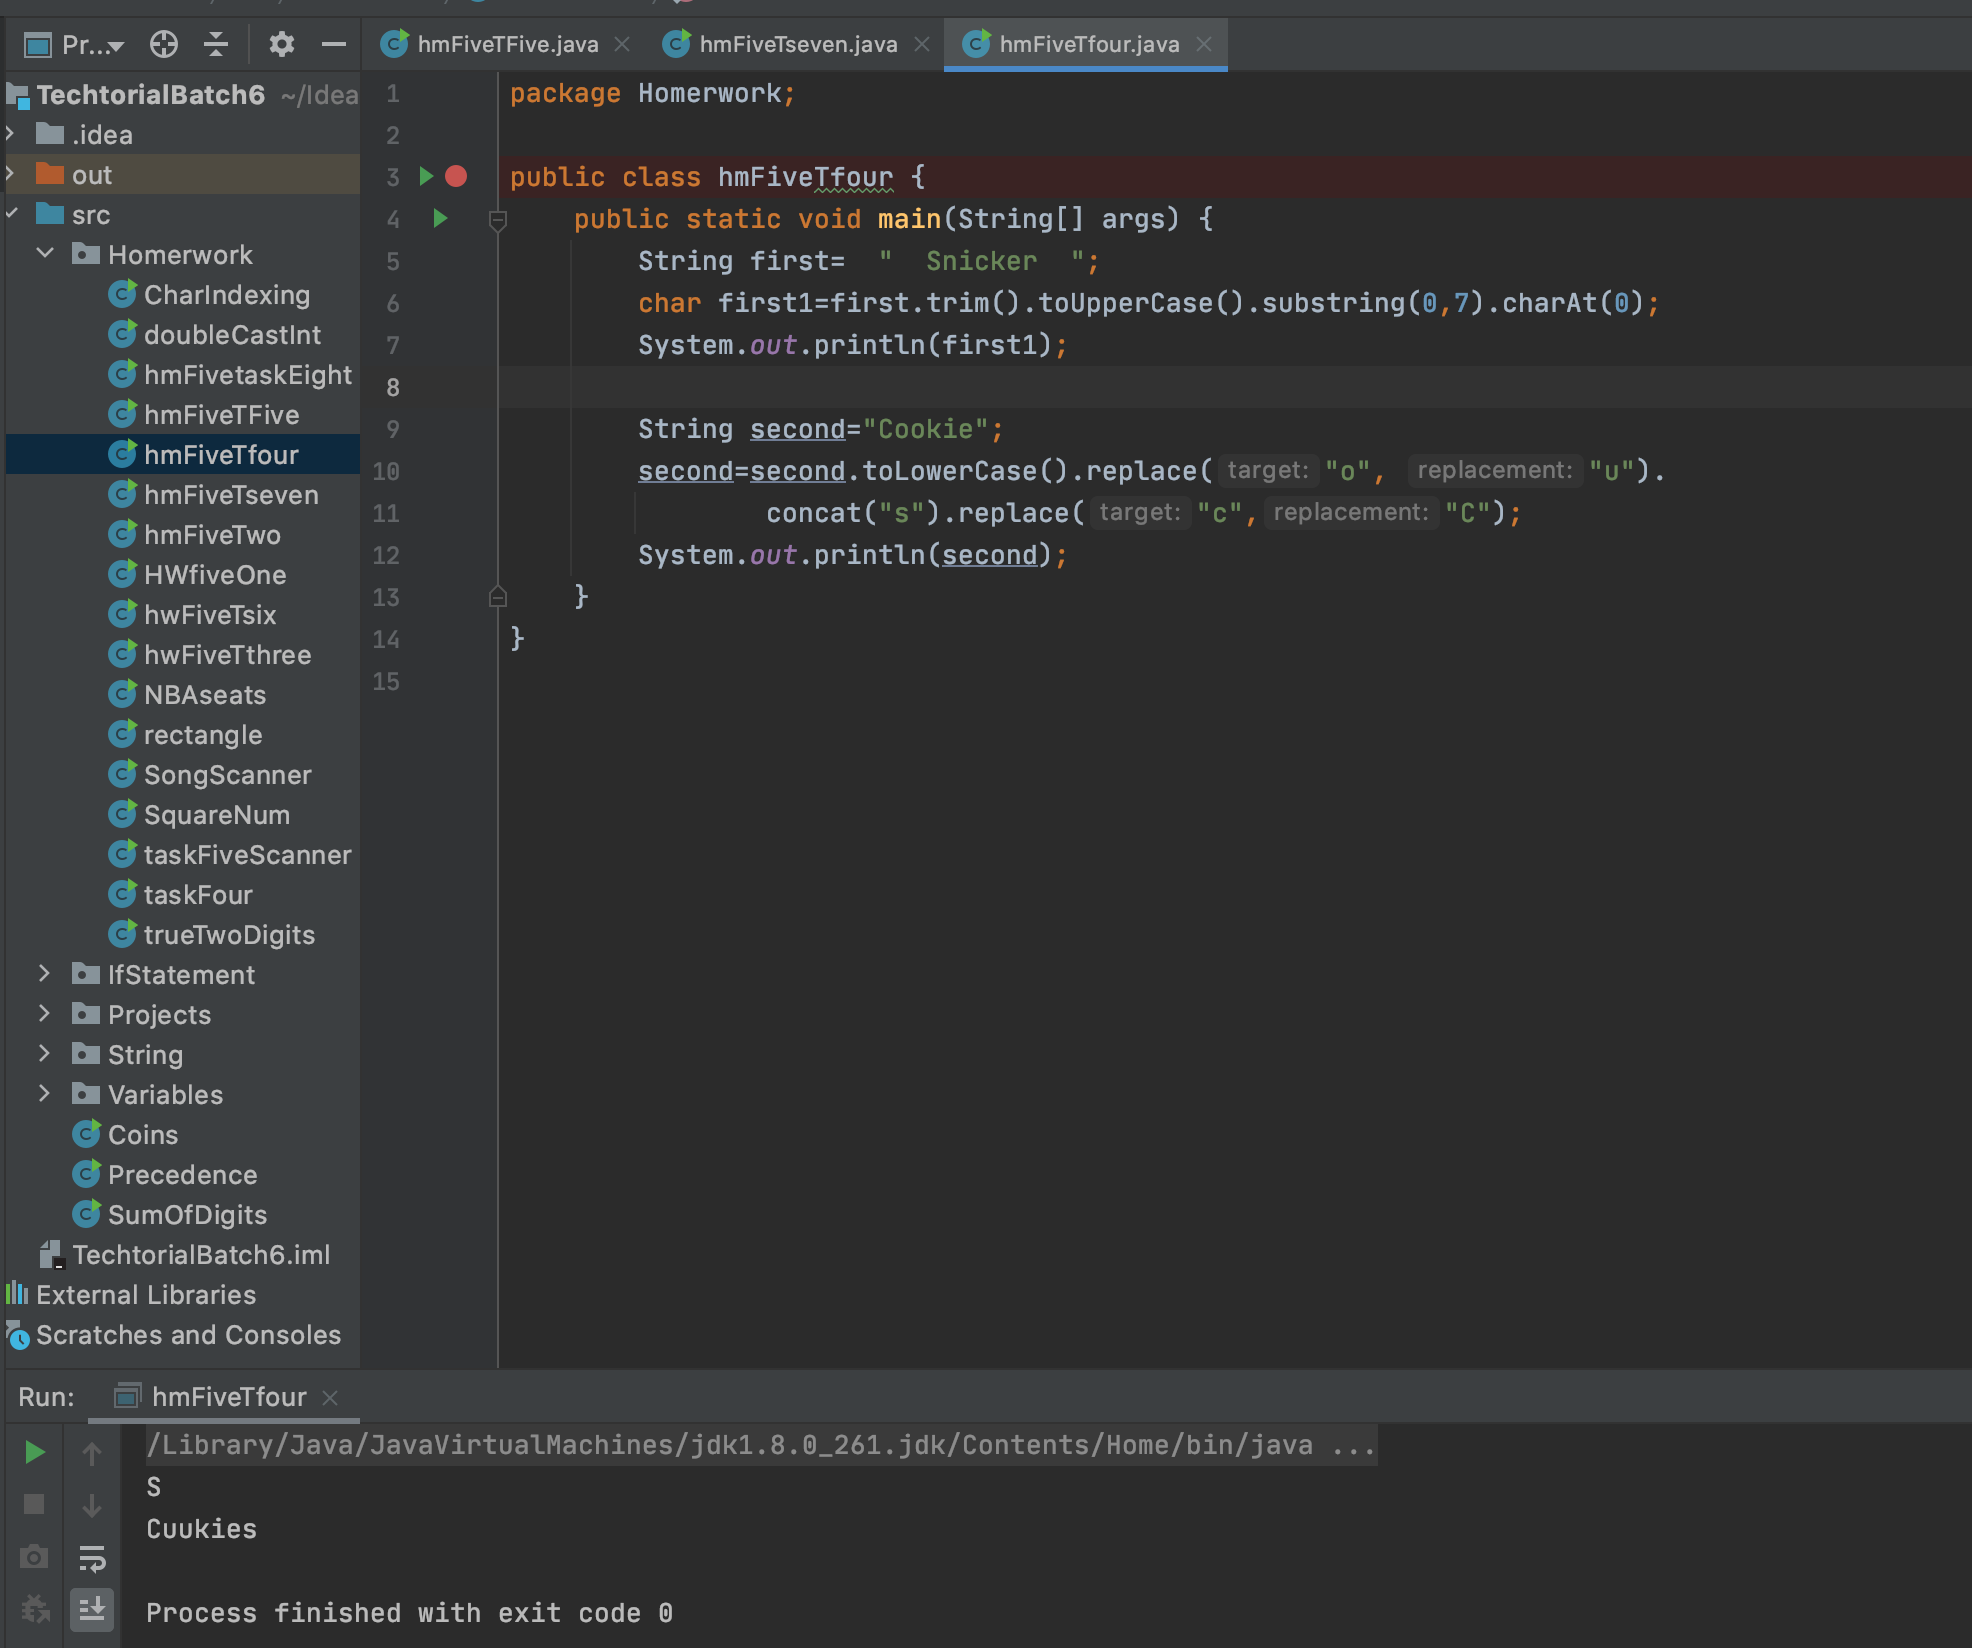 Pr...
hmFiveTFive.java
hmFiveTseven.java
hmFiveTfour.java
TechtorialBatch6 ~/Idea
.idea
out
src
Homerwork
CharIndexing
doubleCastInt
hmFivetaskEight
hmFiveTFive
hmFiveTfour
hmFiveTseven
hmFiveTwo
HWfiveOne
hwFiveTsix
hwFiveTthree
NBAseats
rectangle
SongScanner
SquareNum
taskFiveScanner
taskFour
trueTwoDigits
IfStatement
Projects
String
Variables
Coins
Precedence
SumOfDigits
TechtorialBatch6.iml
External Libraries
Scratches and Consoles
1 package Homerwork;
2
3 public class hmFiveTfour {
4 public static void main(String[] args) {
5 String first=  "  Snicker  ";
6 char first1=first.trim().toUpperCase().substring(0,7).charAt(0);
7 System.out.println(first1);
8
9 String second="Cookie";
10 second=second.toLowerCase().replace( target: "o",  replacement: "u").
11 concat("s").replace( target: "c", replacement: "C");
12 System.out.println(second);
13 }
14 }
15
Run: hmFiveTfour
/Library/Java/JavaVirtualMachines/jdk1.8.0_261.jdk/Contents/Home/bin/java ...
S
Cuukies
Process finished with exit code 0